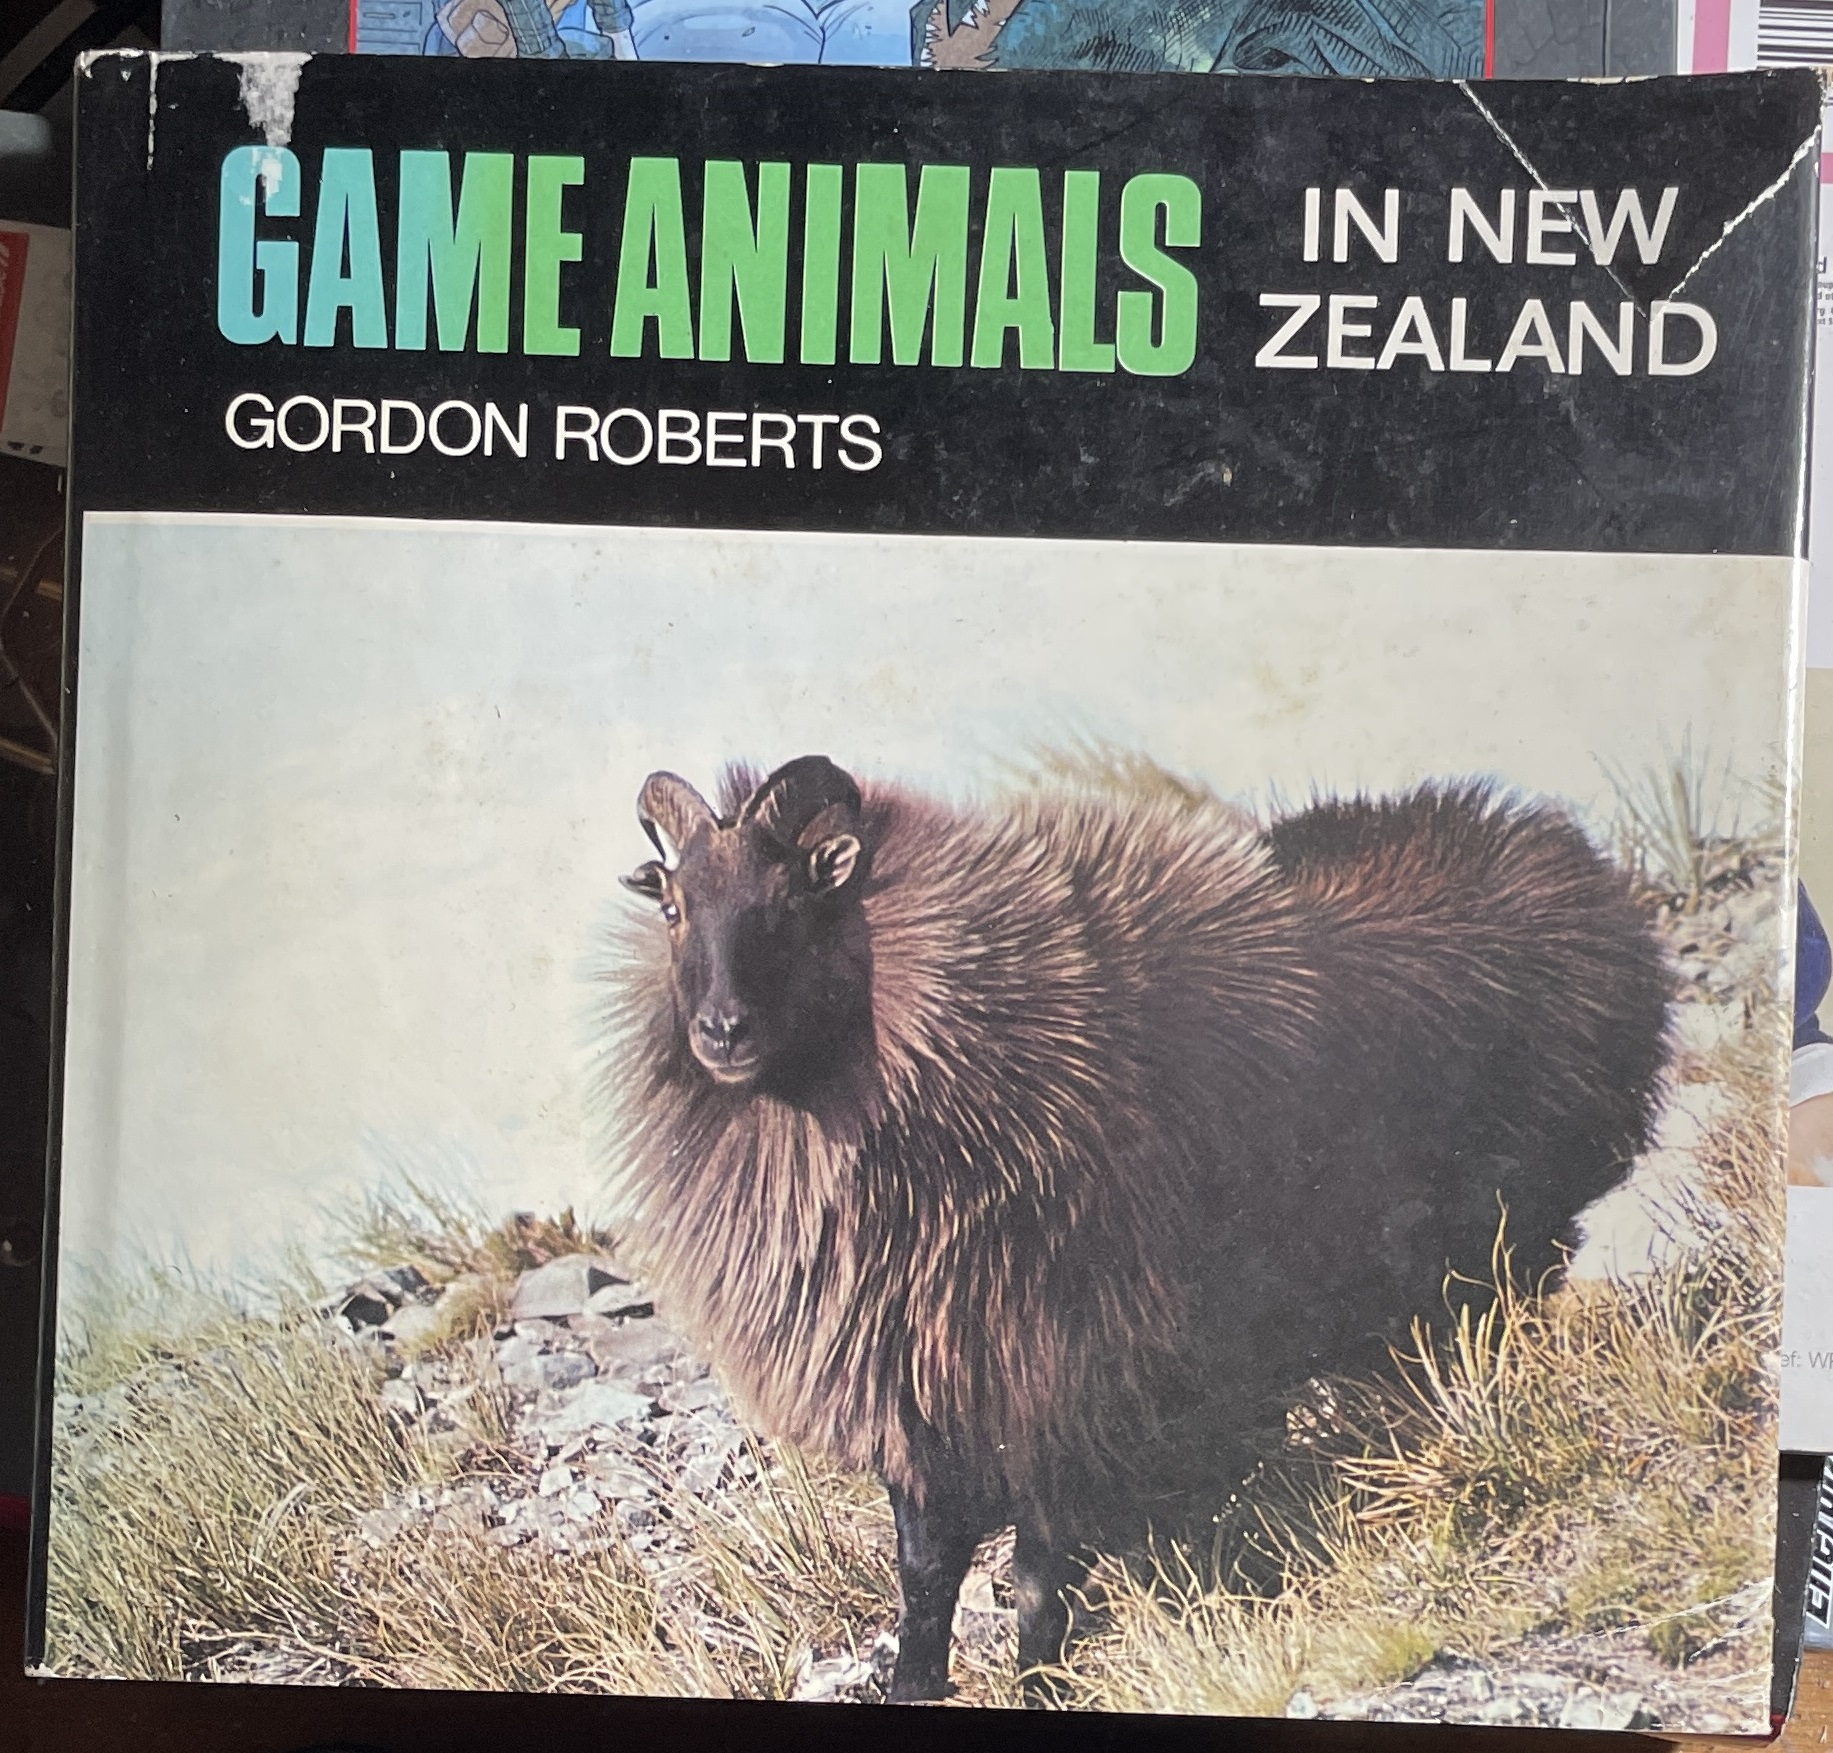 GAME ANIMALS
IN NEW
ZEALAND
GORDON ROBERTS